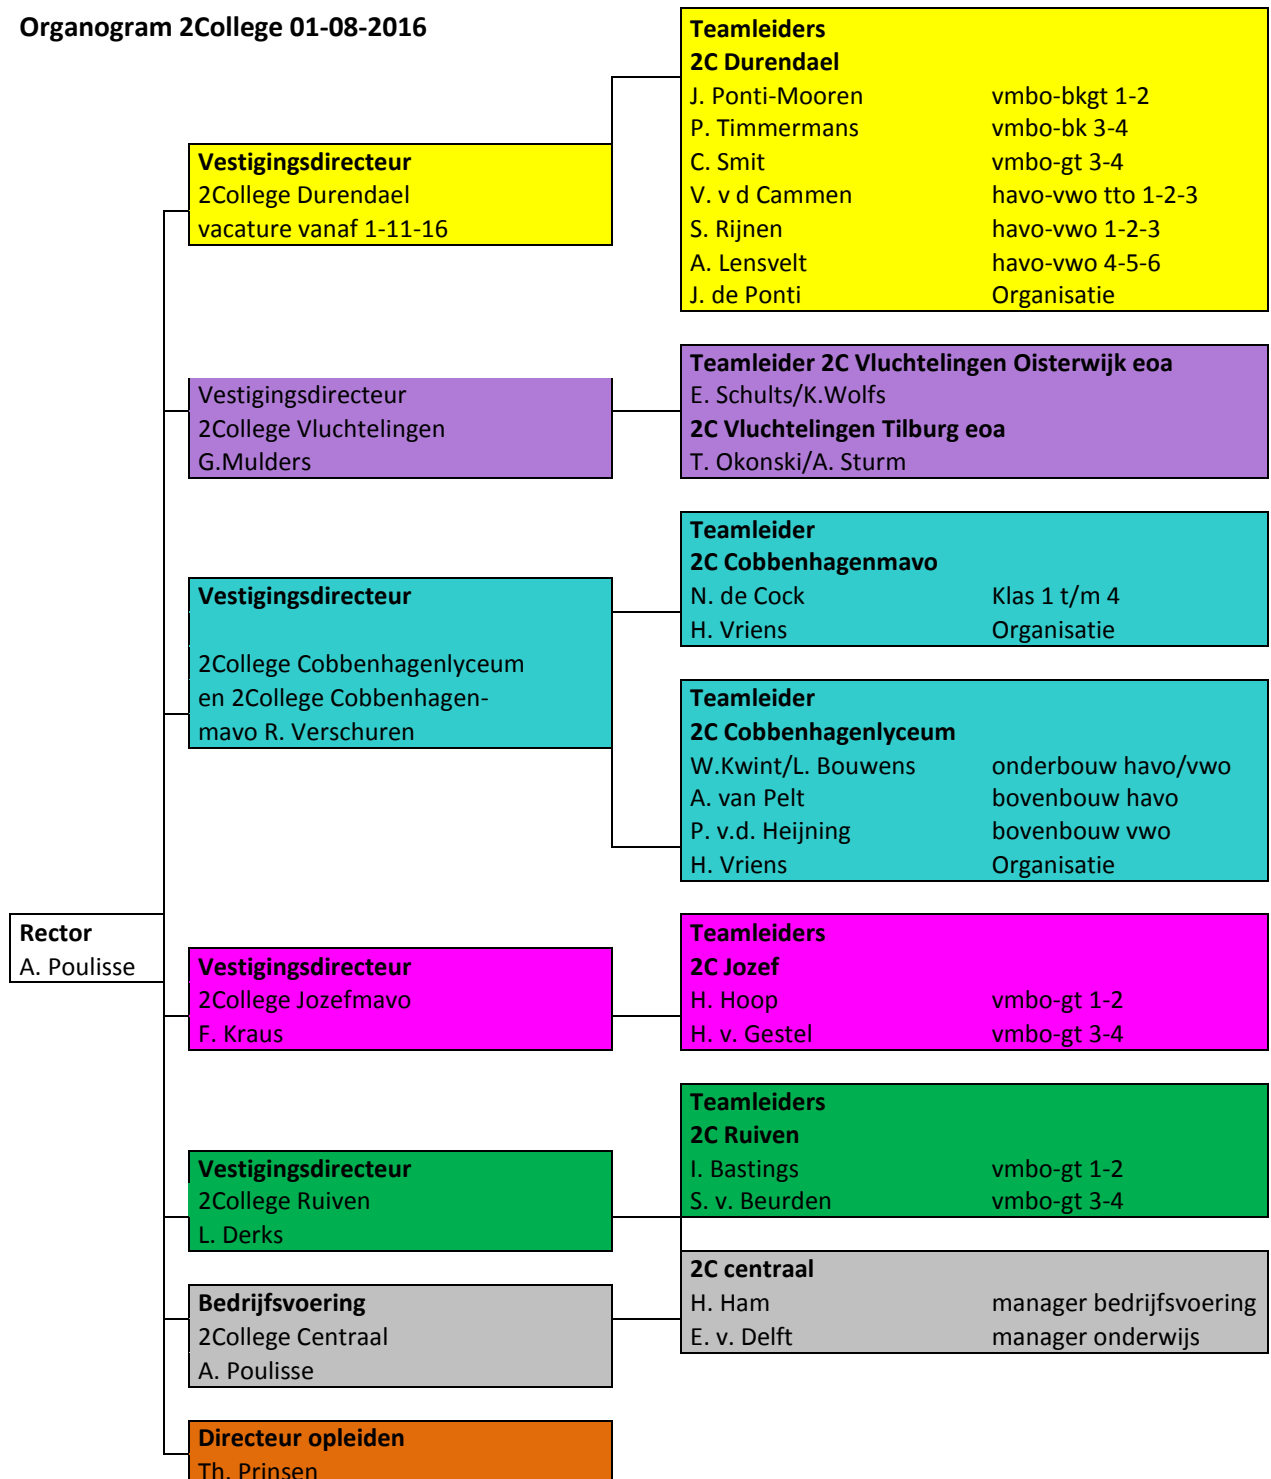 Organogram 2College 01-08-2016
Teamleiders
2C Durendael
J. Ponti-Mooren vmbo-bkgt 1-2
P. Timmermans vmbo-bk 3-4
C. Smit vmbo-gt 3-4
V. v d Cammen havo-vwo tto 1-2-3
S. Rijnen havo-vwo 1-2-3
A. Lensvelt havo-vwo 4-5-6
J. de Ponti Organisatie
Vestigingsdirecteur
2College Durendael
vacature vanaf 1-11-16
Teamleider 2C Vluchtelingen Oisterwijk eoa
E. Schults/K.Wolfs
2C Vluchtelingen Tilburg eoa
T. Okonski/A. Sturm
Vestigingsdirecteur
2College Vluchtelingen
G.Mulders
Teamleider
2C Cobbenhagenmavo
N. de Cock Klas 1 t/m 4
H. Vriens Organisatie
Vestigingsdirecteur
2College Cobbenhagenlyceum
en 2College Cobbenhagen-
mavo R. Verschuren
Teamleider
2C Cobbenhagenlyceum
W.Kwint/L. Bouwens onderbouw havo/vwo
A. van Pelt bovenbouw havo
P. v.d. Heijning bovenbouw vwo
H. Vriens Organisatie
Rector
A. Poulisse
Vestigingsdirecteur
2College Jozefmavo
F. Kraus
Teamleiders
2C Jozef
H. Hoop vmbo-gt 1-2
H. v. Gestel vmbo-gt 3-4
Teamleiders
2C Ruiven
I. Bastings vmbo-gt 1-2
S. v. Beurden vmbo-gt 3-4
Vestigingsdirecteur
2College Ruiven
L. Derks
2C centraal
H. Ham manager bedrijfsvoering
E. v. Delft manager onderwijs
Bedrijfsvoering
2College Centraal
A. Poulisse
Directeur opleiden
Th. Prinsen